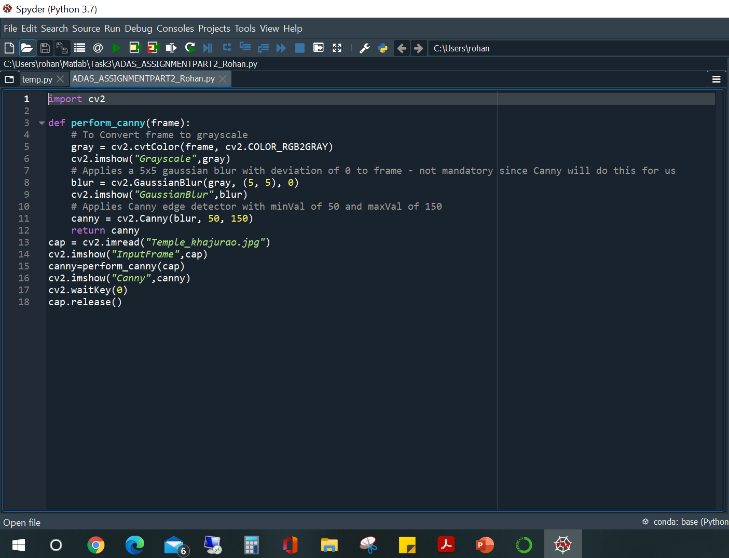 Spyder (Python 3.7)
File Edit Search Source Run Debug Consoles Projects Tools View Help
C:\Users\rohan
C:\Users\rohan\Matlab\Task3\ADAS_ASSIGNMENTPART2_Rohan.py
temp.py ADAS_ASSIGNMENTPART2_Rohan.py
1 import cv2
2
3 def perform_canny(frame):
4 # To Convert frame to grayscale
5 gray = cv2.cvtColor(frame, cv2.COLOR_RGB2GRAY)
6 cv2.imshow("Grayscale",gray)
7 # Applies a 5x5 gaussian blur with deviation of 0 to frame - not mandatory since Canny will do this for us
8 blur = cv2.GaussianBlur(gray, (5, 5), 0)
9 cv2.imshow("GaussianBlur",blur)
10 # Applies Canny edge detector with minVal of 50 and maxVal of 150
11 canny = cv2.Canny(blur, 50, 150)
12 return canny
13 cap = cv2.imread("Temple_khajurao.jpg")
14 cv2.imshow("InputFrame",cap)
15 canny=perform_canny(cap)
16 cv2.imshow("Canny",canny)
17 cv2.waitKey(0)
18 cap.release()
Open file conda: base (Python
6